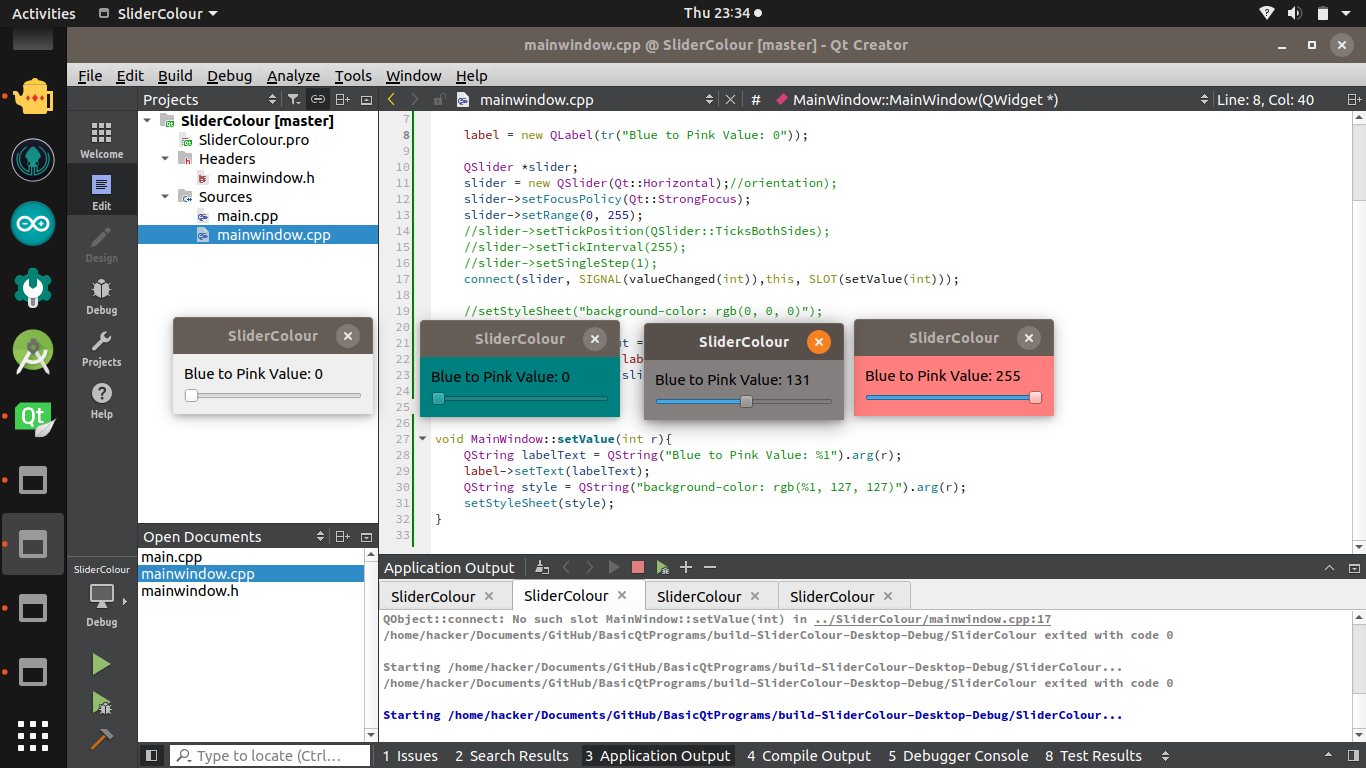 Activities
SliderColour
Thu 23:34
mainwindow.cpp @ SliderColour [master] - Qt Creator
File Edit Build Debug Analyze Tools Window Help
Projects
mainwindow.cpp
#
MainWindow::MainWindow(QWidget *)
Line: 8, Col: 40
Welcome
Edit
Design
Debug
Projects
Help
SliderColour [master]
SliderColour.pro
Headers
mainwindow.h
Sources
main.cpp
mainwindow.cpp
7
8 label = new QLabel(tr("Blue to Pink Value: 0"));
9
10 QSlider *slider;
11 slider = new QSlider(Qt::Horizontal);//orientation);
12 slider->setFocusPolicy(Qt::StrongFocus);
13 slider->setRange(0, 255);
14 //slider->setTickPosition(QSlider::TicksBothSides);
15 //slider->setTickInterval(255);
16 //slider->setSingleStep(1);
17 connect(slider, SIGNAL(valueChanged(int)),this, SLOT(setValue(int)));
18
19 //setStyleSheet("background-color: rgb(0, 0, 0)");
20
21 ut =
22 lab
23 sli
24
25
26
27 void MainWindow::setValue(int r){
28 QString labelText = QString("Blue to Pink Value: %1").arg(r);
29 label->setText(labelText);
30 QString style = QString("background-color: rgb(%1, 127, 127)").arg(r);
31 setStyleSheet(style);
32 }
33
SliderColour
Blue to Pink Value: 0
SliderColour
Blue to Pink Value: 0
SliderColour
Blue to Pink Value: 131
SliderColour
Blue to Pink Value: 255
Open Documents
main.cpp
mainwindow.cpp
mainwindow.h
SliderColour
Debug
Qt
Application Output
SliderColour SliderColour SliderColour SliderColour
QObject::connect: No such slot MainWindow::setValue(int) in ../SliderColour/mainwindow.cpp:17
/home/hacker/Documents/GitHub/BasicQtPrograms/build-SliderColour-Desktop-Debug/SliderColour exited with code 0
Starting /home/hacker/Documents/GitHub/BasicQtPrograms/build-SliderColour-Desktop-Debug/SliderColour...
/home/hacker/Documents/GitHub/BasicQtPrograms/build-SliderColour-Desktop-Debug/SliderColour exited with code 0
Starting /home/hacker/Documents/GitHub/BasicQtPrograms/build-SliderColour-Desktop-Debug/SliderColour...
Type to locate (Ctrl...
1 Issues 2 Search Results 3 Application Output 4 Compile Output 5 Debugger Console 8 Test Results